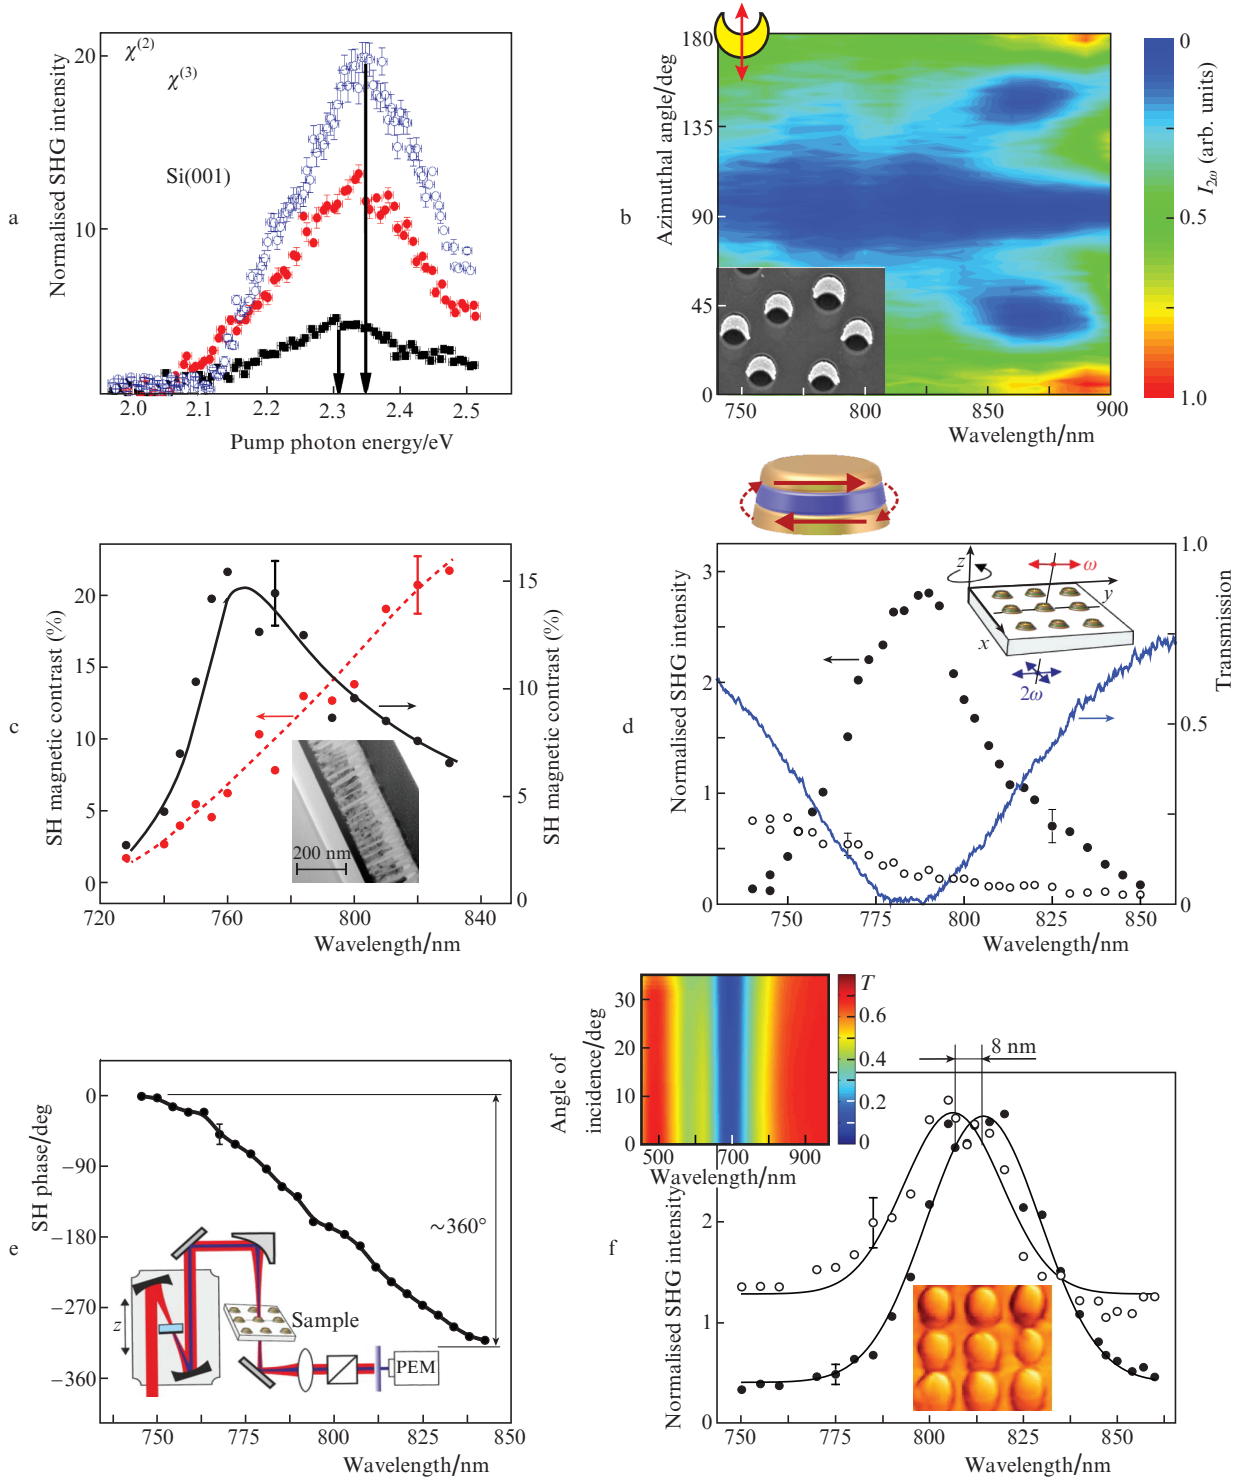 a
Normalised SHG intensity
20
10
χ(2)
χ(3)
Si(001)
2.0
2.1
2.2
2.3
2.4
2.5
Pump photon energy/eV
b
Azimuthal angle/deg
180
135
90
45
0
750
800
850
900
Wavelength/nm
0
0.5
1.0
I2ω (arb. units)
c
SH magnetic contrast (%)
20
15
10
5
0
15
10
5
0
SH magnetic contrast (%)
200 nm
720
760
800
840
Wavelength/nm
d
Normalised SHG intensity
3
2
1
0
1.0
0.5
0
Transmission
z
ω
y
x
2ω
750
775
800
825
850
Wavelength/nm
e
SH phase/deg
0
−90
−180
−270
−360
~360°
z
Sample
PEM
750
800
850
Wavelength/nm
f
Angle of
incidence/deg
30
20
10
0
500
700
900
Wavelength/nm
T
0.6
0.4
0.2
0
8 nm
Normalised SHG intensity
2
1
0
750
800
850
Wavelength/nm